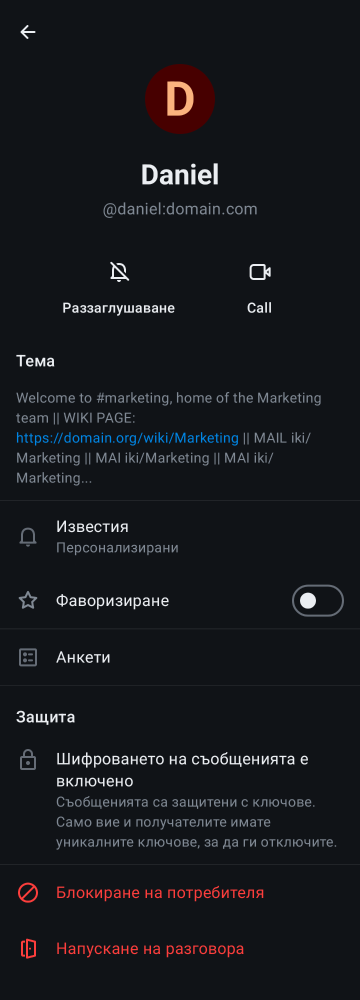 D
Daniel
@daniel:domain.com
Раззаглушаване
Call
Тема
Welcome to #marketing, home of the Marketing
team || WIKI PAGE:
https://domain.org/wiki/Marketing || MAIL iki/
Marketing || MAI iki/Marketing || MAI iki/
Marketing...
Известия
Персонализирани
Фаворизиране
Анкети
Защита
Шифроването на съобщенията е
включено
Съобщенията са защитени с ключове.
Само вие и получателите имате
уникалните ключове, за да ги отключите.
Блокиране на потребителя
Напускане на разговора